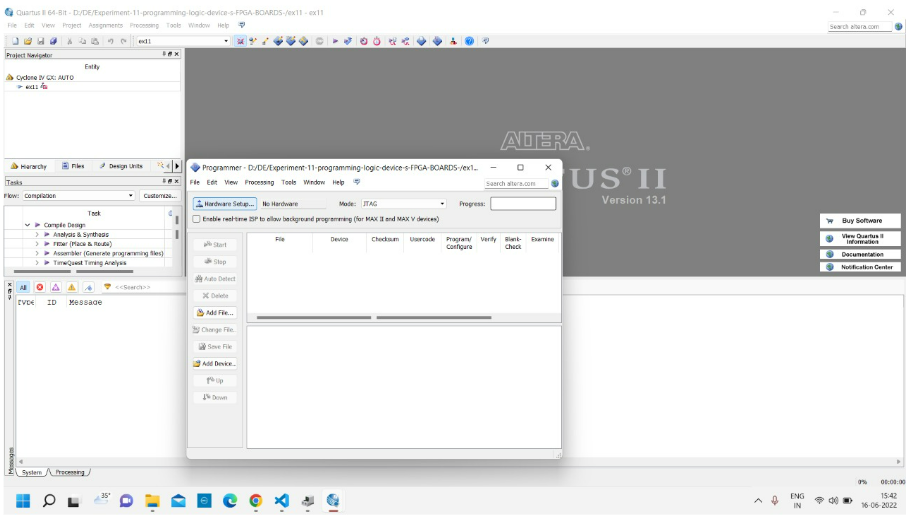 Quartus II 64-Bit - D:/DE/Experiment-11-programming-logic-device-s-FPGA-BOARDS-/ex11 - ex11
File Edit View Project Assignments Processing Tools Window Help
Search altera.com
ex11
Project Navigator
Entity
Cyclone IV GX: AUTO
ex11
Hierarchy Files Design Units
Tasks
Flow: Compilation Customize...
Task
Compile Design
Analysis & Synthesis
Fitter (Place & Route)
Assembler (Generate programming files)
TimeQuest Timing Analysis
ALTERA.
US® II
Version 13.1
Buy Software
View Quartus II
Information
Documentation
Notification Center
Programmer - D:/DE/Experiment-11-programming-logic-device-s-FPGA-BOARDS-/ex1...
File Edit View Processing Tools Window Help
Search altera.com
Hardware Setup... No Hardware Mode: JTAG Progress:
Enable real-time ISP to allow background programming (for MAX II and MAX V devices)
File Device Checksum Usercode Program/ Verify Blank- Examine
Configure Check
Start
Stop
Auto Detect
Delete
Add File...
Change File...
Save File
Add Device...
Up
Down
All <<Search>>
ID Message
Messages
System Processing
0% 00:00:00
35°
ENG
IN
15:42
16-06-2022